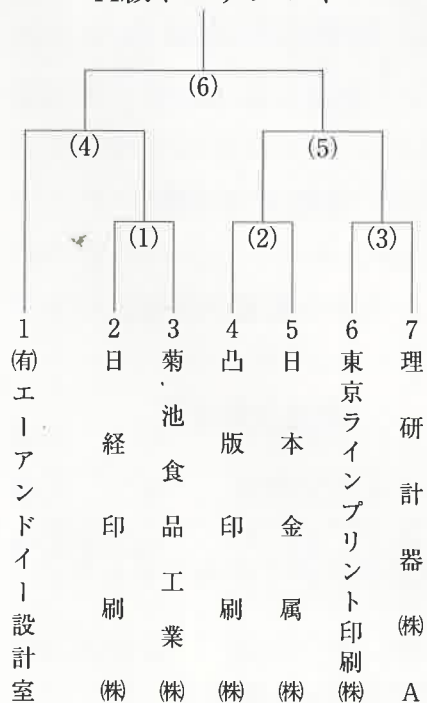 (6)
(4)
(5)
(1)
(2)
(3)
1 ㈲エーアンドイー設計室
2 日経印刷㈱
3 菊池食品工業㈱
4 凸版印刷㈱
5 日本金属㈱
6 東京ラインプリント印刷㈱
7 理研計器㈱A